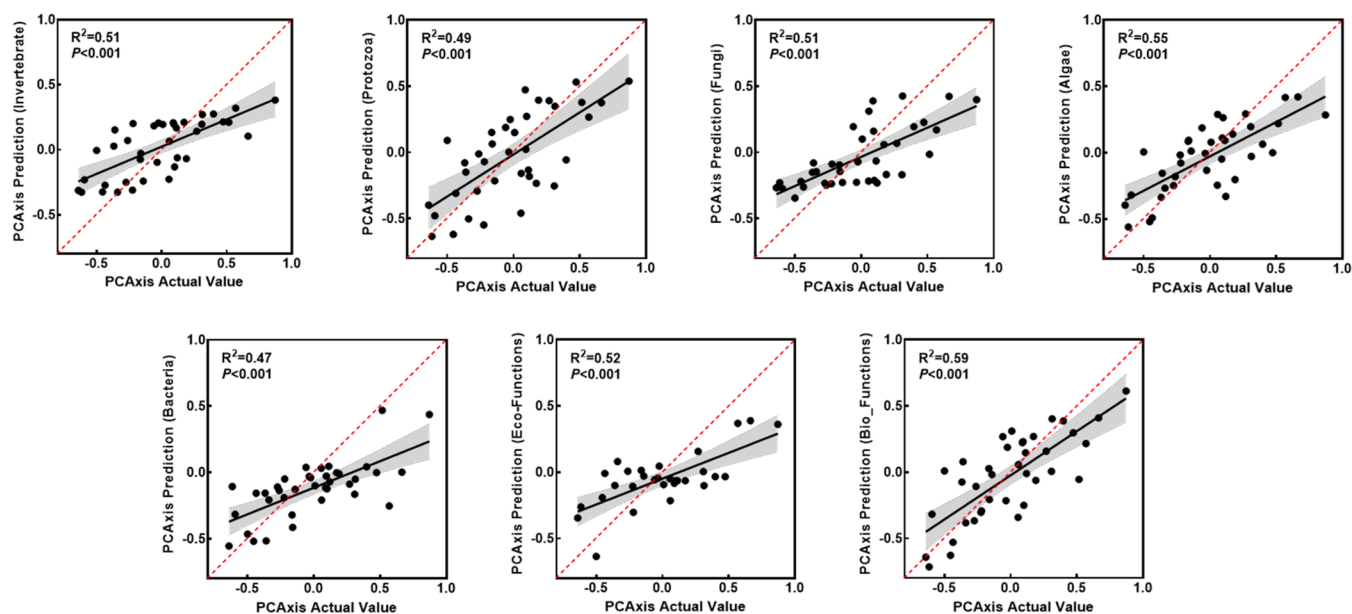 R²=0.51
P<0.001
PCAxis Prediction (Invertebrate)
1.0
0.5
0.0
-0.5
-0.5 0.0 0.5 1.0
PCAxis Actual Value
R²=0.49
P<0.001
PCAxis Prediction (Protozoa)
1.0
0.5
0.0
-0.5
-0.5 0.0 0.5 1.0
PCAxis Actual Value
R²=0.51
P<0.001
PCAxis Prediction (Fungi)
1.0
0.5
0.0
-0.5
-0.5 0.0 0.5 1.0
PCAxis Actual Value
R²=0.55
P<0.001
PCAxis Prediction (Algae)
1.0
0.5
0.0
-0.5
-0.5 0.0 0.5 1.0
PCAxis Actual Value
R²=0.47
P<0.001
PCAxis Prediction (Bacteria)
1.0
0.5
0.0
-0.5
-0.5 0.0 0.5 1.0
PCAxis Actual Value
R²=0.52
P<0.001
PCAxis Prediction (Eco-Functions)
1.0
0.5
0.0
-0.5
-0.5 0.0 0.5 1.0
PCAxis Actual Value
R²=0.59
P<0.001
PCAxis Prediction (Bio_Functions)
1.0
0.5
0.0
-0.5
-0.5 0.0 0.5 1.0
PCAxis Actual Value